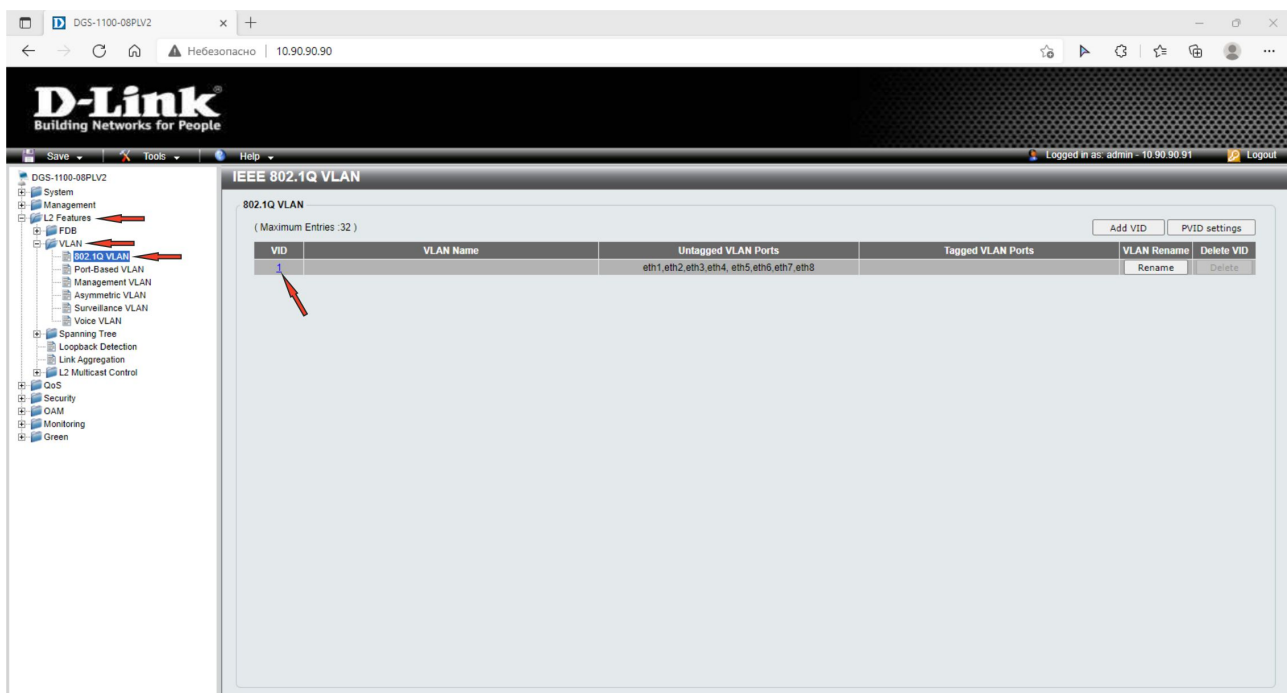 DGS-1100-08PLV2
Небезопасно | 10.90.90.90
D-Link®
Building Networks for People
Save Tools Help Logged in as: admin - 10.90.90.91 Logout
DGS-1100-08PLV2
System
Management
L2 Features
FDB
VLAN
802.1Q VLAN
Port-Based VLAN
Management VLAN
Asymmetric VLAN
Surveillance VLAN
Voice VLAN
Spanning Tree
Loopback Detection
Link Aggregation
L2 Multicast Control
QoS
Security
OAM
Monitoring
Green
IEEE 802.1Q VLAN
802.1Q VLAN
( Maximum Entries :32 ) Add VID PVID settings
VID VLAN Name Untagged VLAN Ports Tagged VLAN Ports VLAN Rename Delete VID
1 eth1,eth2,eth3,eth4, eth5,eth6,eth7,eth8 Rename Delete